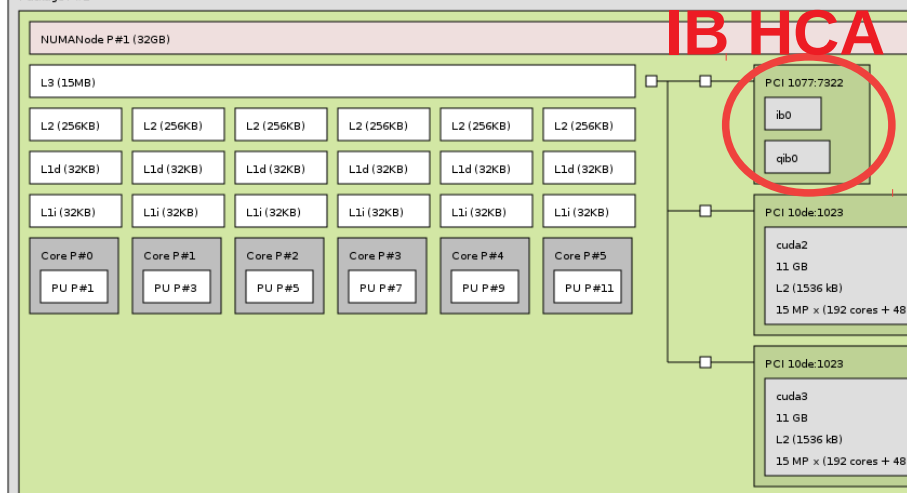 IB HCA
NUMANode P#1 (32GB)
L3 (15MB)
L2 (256KB) L2 (256KB) L2 (256KB) L2 (256KB) L2 (256KB) L2 (256KB)
L1d (32KB) L1d (32KB) L1d (32KB) L1d (32KB) L1d (32KB) L1d (32KB)
L1i (32KB) L1i (32KB) L1i (32KB) L1i (32KB) L1i (32KB) L1i (32KB)
Core P#0 Core P#1 Core P#2 Core P#3 Core P#4 Core P#5
PU P#1 PU P#3 PU P#5 PU P#7 PU P#9 PU P#11
PCI 1077:7322
ib0
qib0
PCI 10de:1023
cuda2
11 GB
L2 (1536 kB)
15 MP x (192 cores + 48
PCI 10de:1023
cuda3
11 GB
L2 (1536 kB)
15 MP x (192 cores + 48